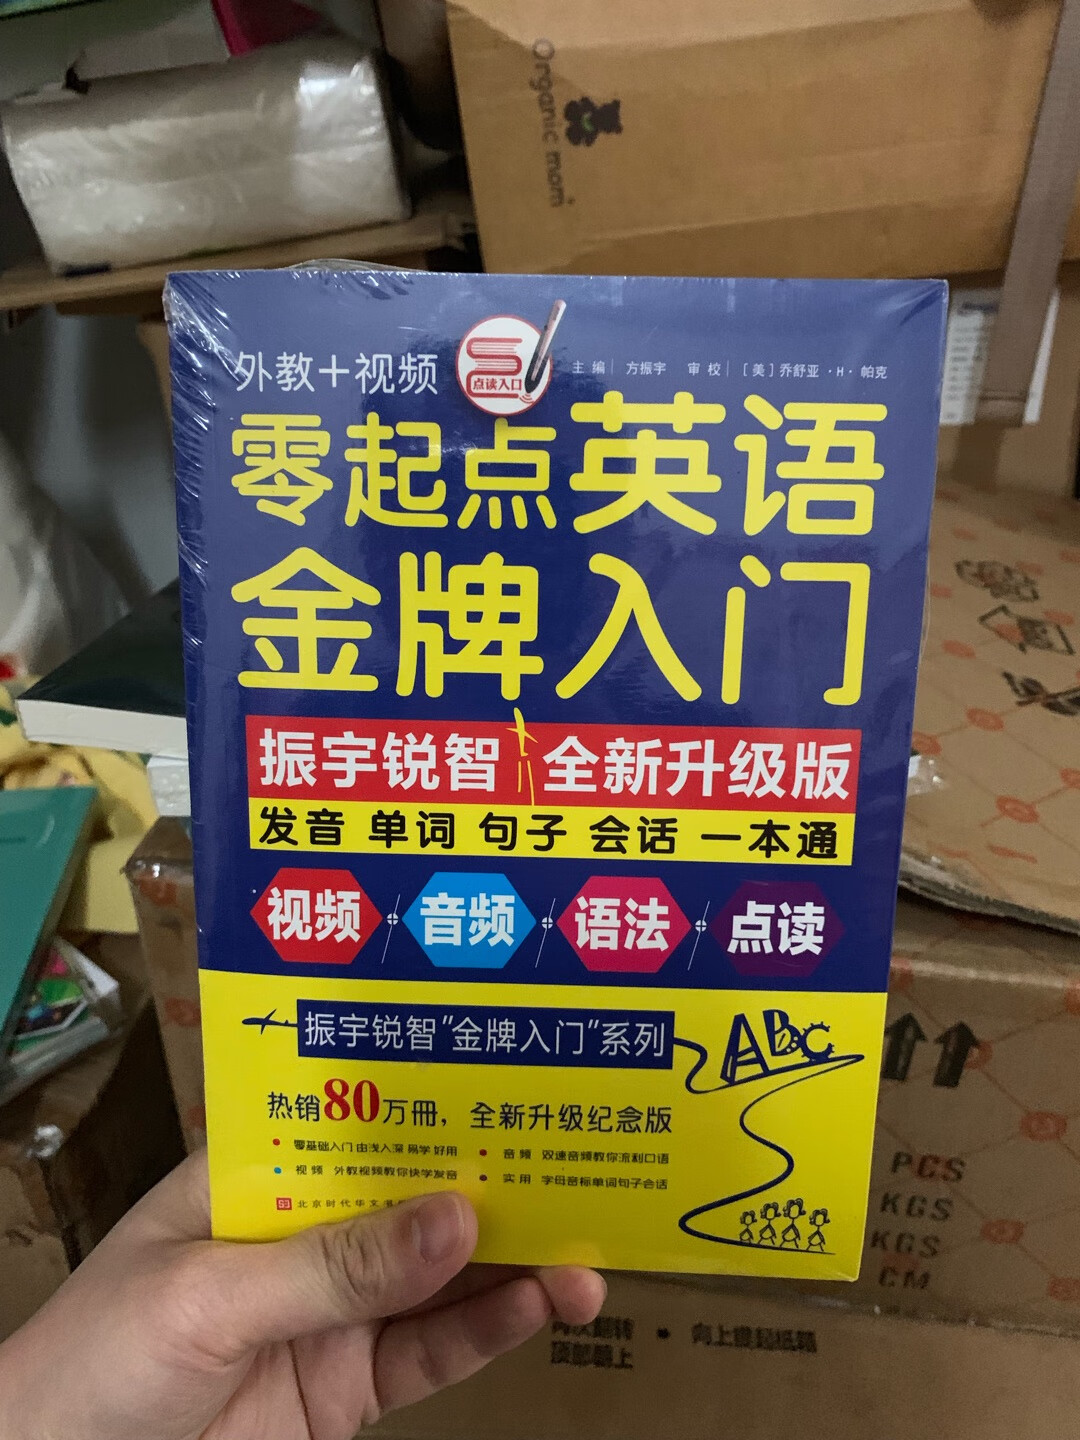 Organic mom
外教+视频
点读入口
主编 | 方振宇 审校 | [美]乔舒亚·H·帕克
零起点英语
金牌入门
振宇锐智 全新升级版
发音 单词 句子 会话 一本通
视频 音频 语法 点读
振宇锐智"金牌入门"系列
ABC
热销80万册，全新升级纪念版
零基础入门 由浅入深 易学 好用
音频 双速音频教你流利口语
视频 外教视频教你快学发音
实用 字母音标单词句子会话
北京时代华文
PCS
KGS
KGS
CM
向上提起纸箱